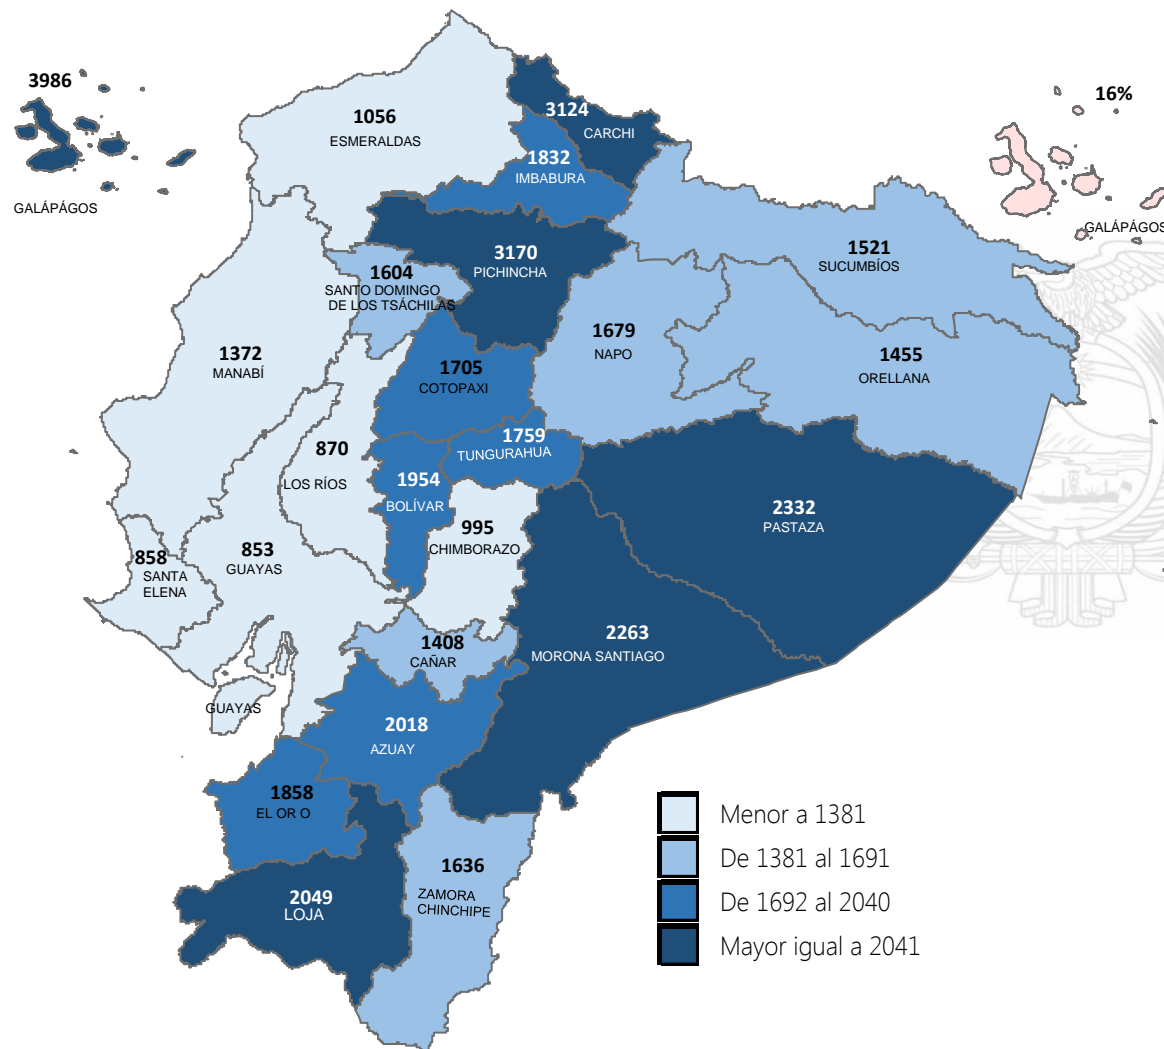 3986
GALÁPÁGOS
16%
GALÁPÁGOS
1056
ESMERALDAS
3124
CARCHI
1832
IMBABURA
3170
PICHINCHA
1521
SUCUMBÍOS
1604
SANTO DOMINGO
DE LOS TSÁCHILAS
1679
NAPO
1455
ORELLANA
1372
MANABÍ
1705
COTOPAXI
1759
TUNGURAHUA
870
LOS RÍOS
1954
BOLÍVAR
2332
PASTAZA
995
CHIMBORAZO
858
SANTA
ELENA
853
GUAYAS
1408
CAÑAR
2263
MORONA SANTIAGO
GUAYAS
2018
AZUAY
1858
EL OR O
1636
ZAMORA
CHINCHIPE
2049
LOJA
Menor a 1381
De 1381 al 1691
De 1692 al 2040
Mayor igual a 2041